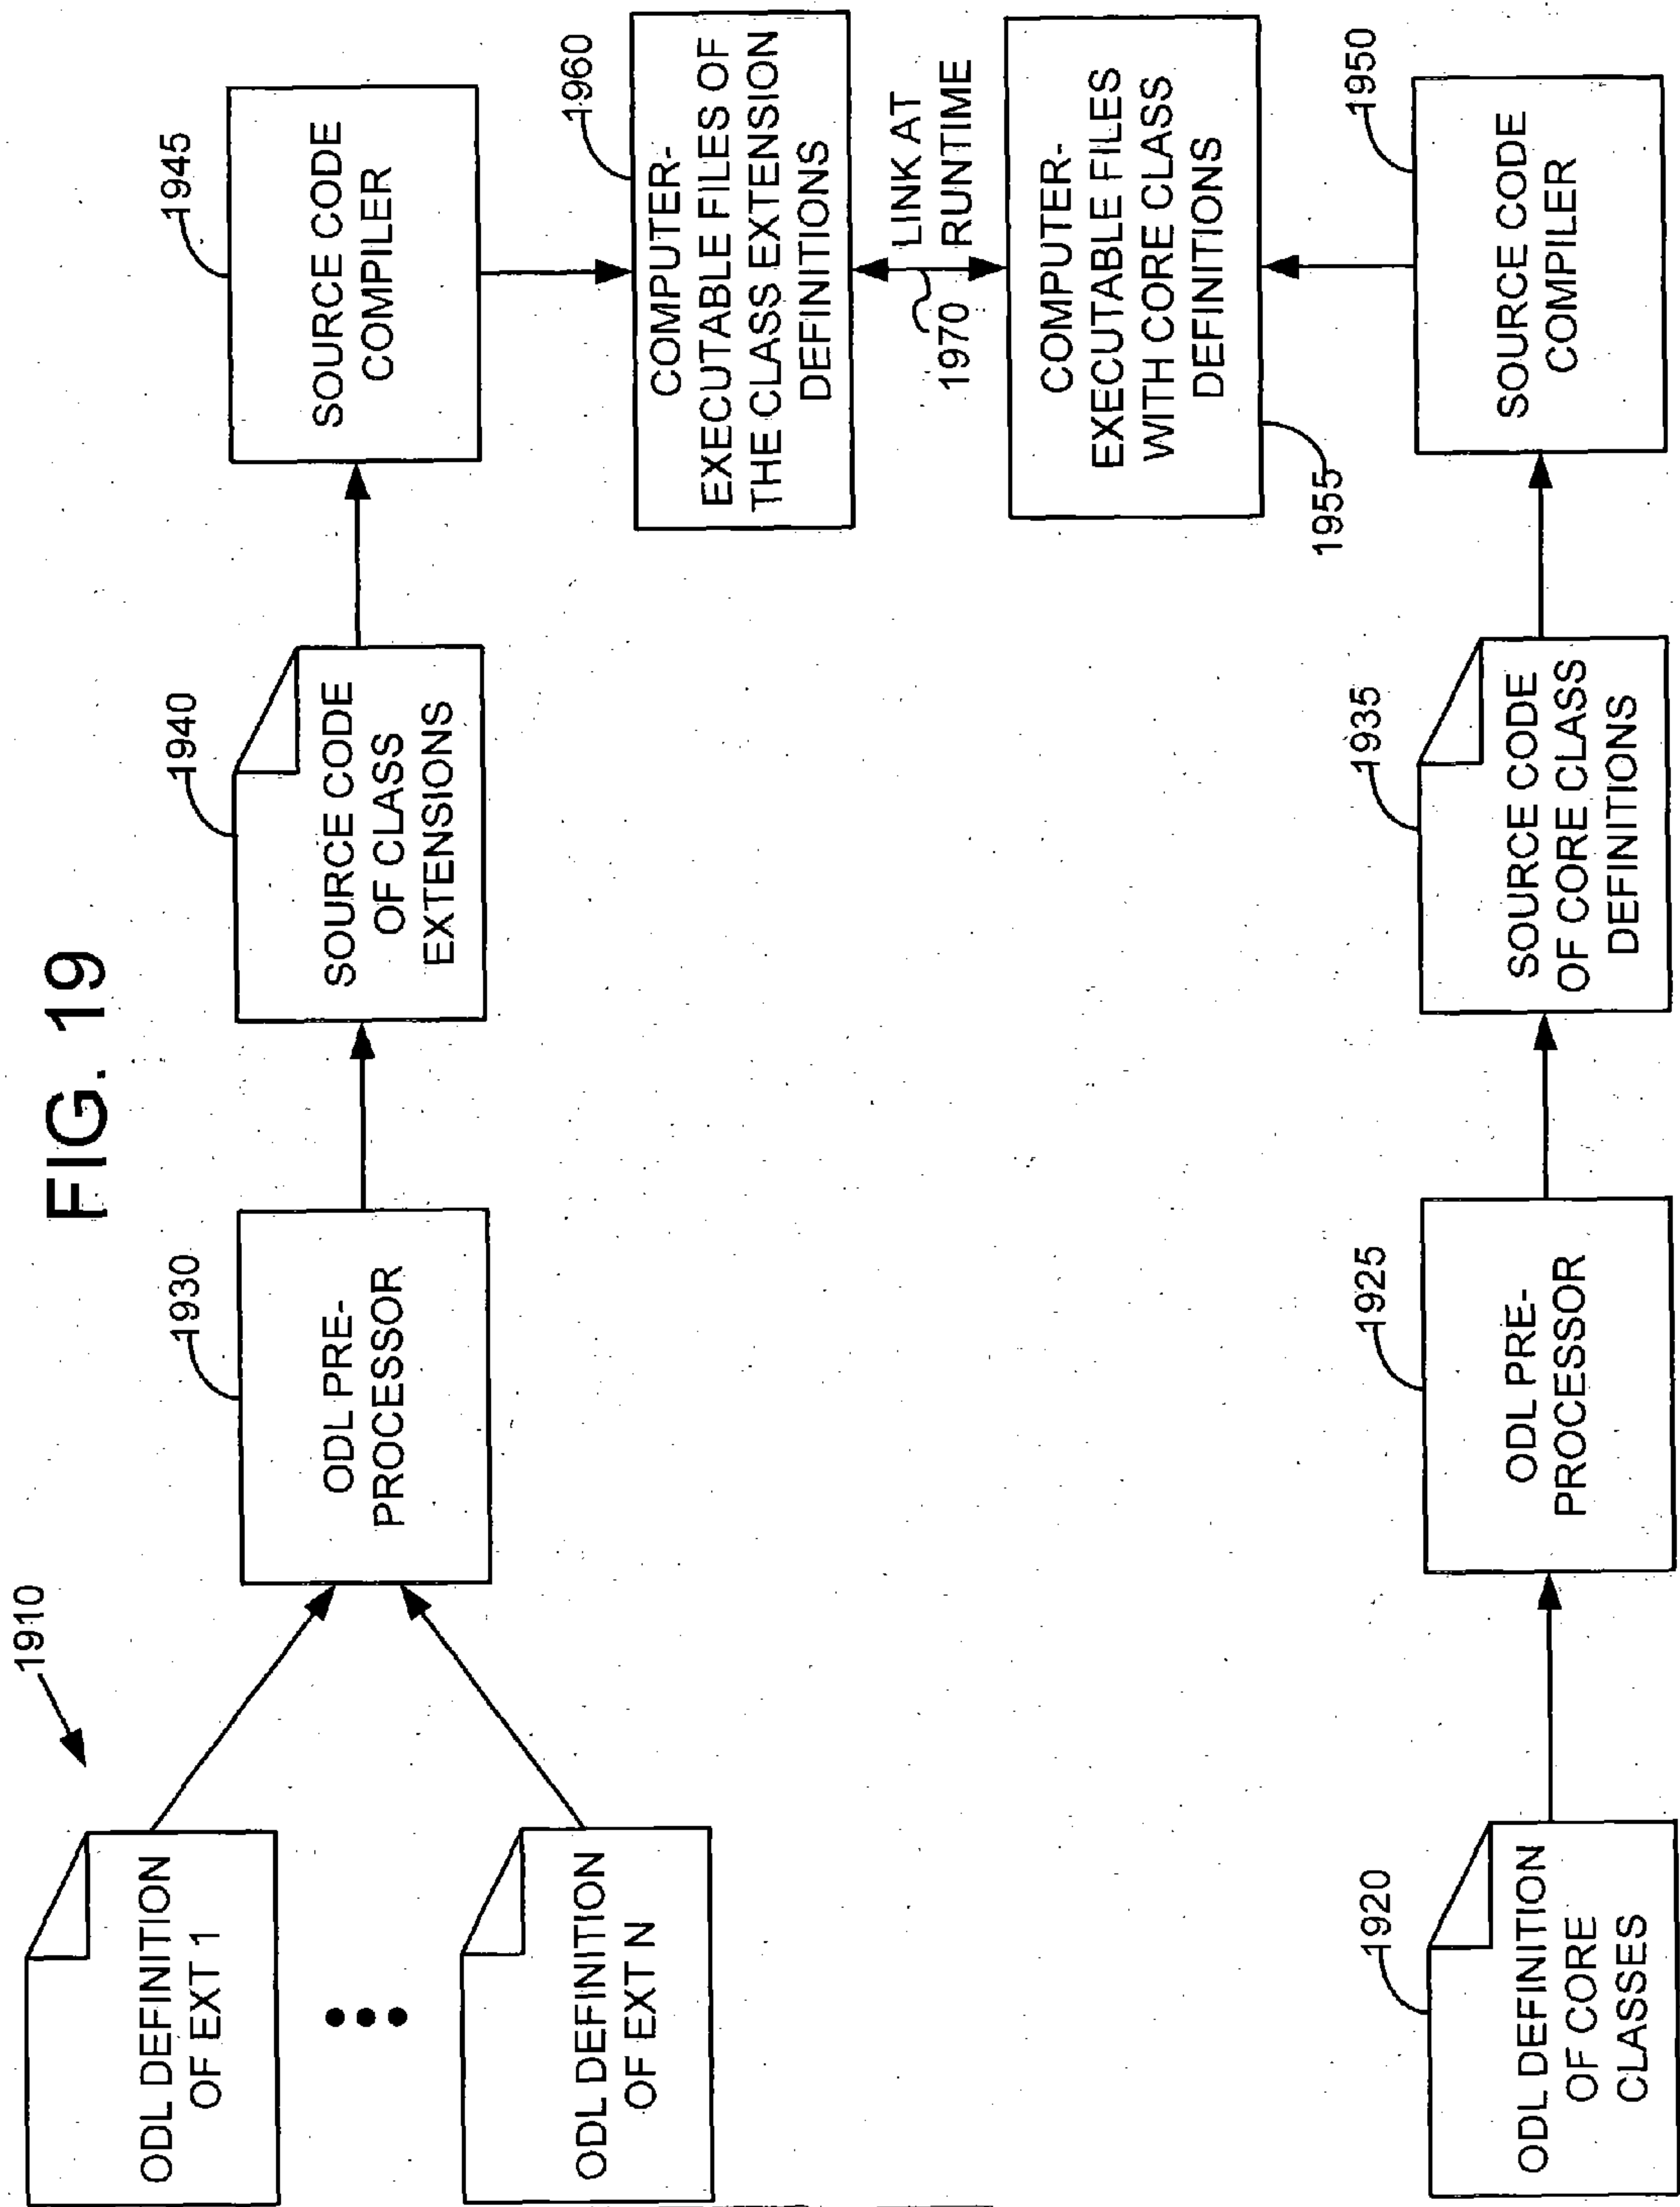 FIG. 19
1910
ODL DEFINITION
OF EXT 1
ODL DEFINITION
OF EXT N
1930
ODL PRE-
PROCESSOR
1940
SOURCE CODE
OF CLASS
EXTENSIONS
1945
SOURCE CODE
COMPILER
1960
COMPUTER-
EXECUTABLE FILES OF
THE CLASS EXTENSION
DEFINITIONS
1970
LINK AT
RUNTIME
COMPUTER-
EXECUTABLE FILES
WITH CORE CLASS
DEFINITIONS
1955
1920
ODL DEFINITION
OF CORE
CLASSES
1925
ODL PRE-
PROCESSOR
1935
SOURCE CODE
OF CORE CLASS
DEFINITIONS
1950
SOURCE CODE
COMPILER